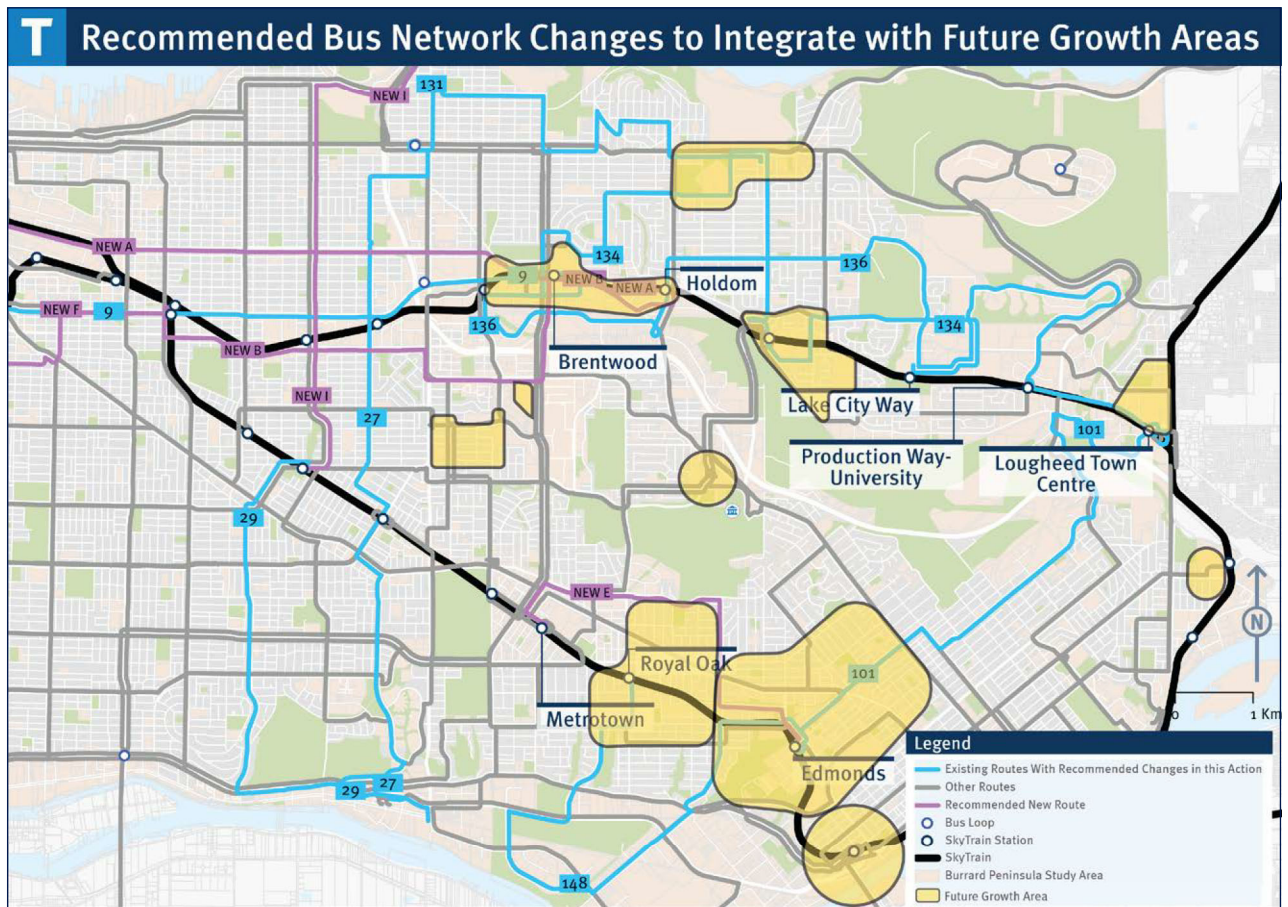 T Recommended Bus Network Changes to Integrate with Future Growth Areas
NEW I
131
NEW A
134
136
9
NEW B
NEW A
Holdom
NEW F
9
136
134
NEW B
Brentwood
NEW I
27
Lake City Way
101
Production Way-
University
Lougheed Town
Centre
29
NEW E
Royal Oak
101
N
Metrotown
0 1 Km
Edmonds
27
29
148
Legend
Existing Routes With Recommended Changes in this Action
Other Routes
Recommended New Route
Bus Loop
SkyTrain Station
SkyTrain
Burrard Peninsula Study Area
Future Growth Area